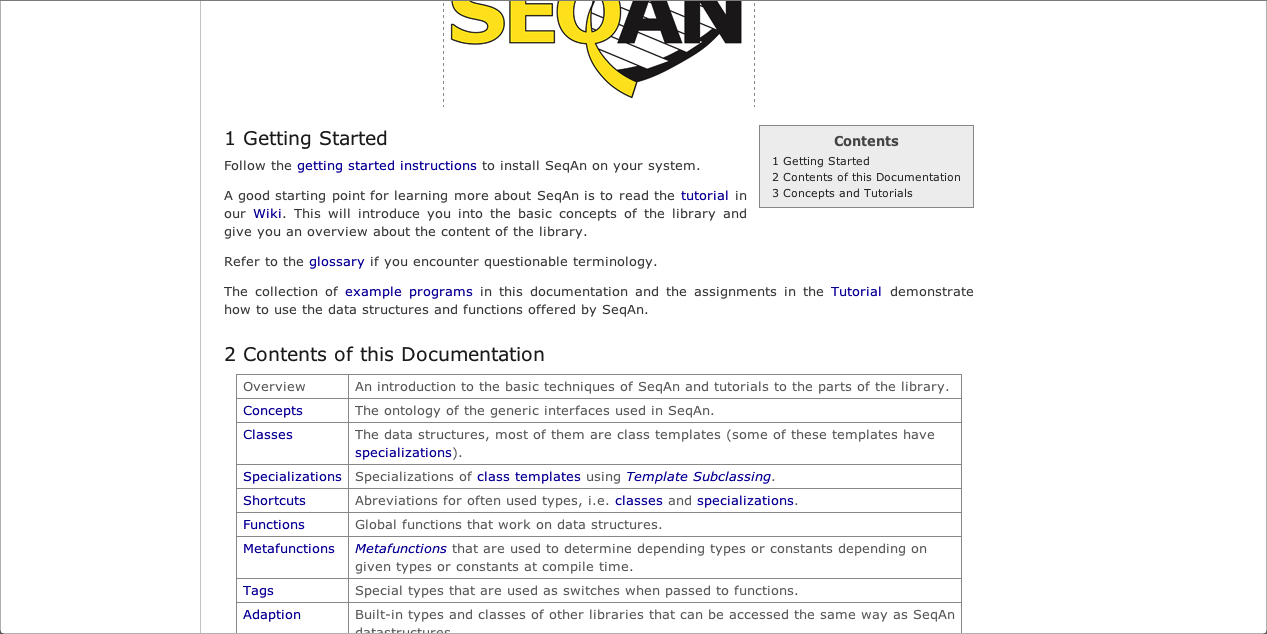 SEQAN
1 Getting Started
Contents
1 Getting Started
2 Contents of this Documentation
3 Concepts and Tutorials
Follow the getting started instructions to install SeqAn on your system.
A good starting point for learning more about SeqAn is to read the tutorial in
our Wiki. This will introduce you into the basic concepts of the library and
give you an overview about the content of the library.
Refer to the glossary if you encounter questionable terminology.
The collection of example programs in this documentation and the assignments in the Tutorial demonstrate
how to use the data structures and functions offered by SeqAn.
2 Contents of this Documentation
Overview An introduction to the basic techniques of SeqAn and tutorials to the parts of the library.
Concepts The ontology of the generic interfaces used in SeqAn.
Classes The data structures, most of them are class templates (some of these templates have
specializations).
Specializations Specializations of class templates using Template Subclassing.
Shortcuts Abreviations for often used types, i.e. classes and specializations.
Functions Global functions that work on data structures.
Metafunctions Metafunctions that are used to determine depending types or constants depending on
given types or constants at compile time.
Tags Special types that are used as switches when passed to functions.
Adaption Built-in types and classes of other libraries that can be accessed the same way as SeqAn
datastructures.